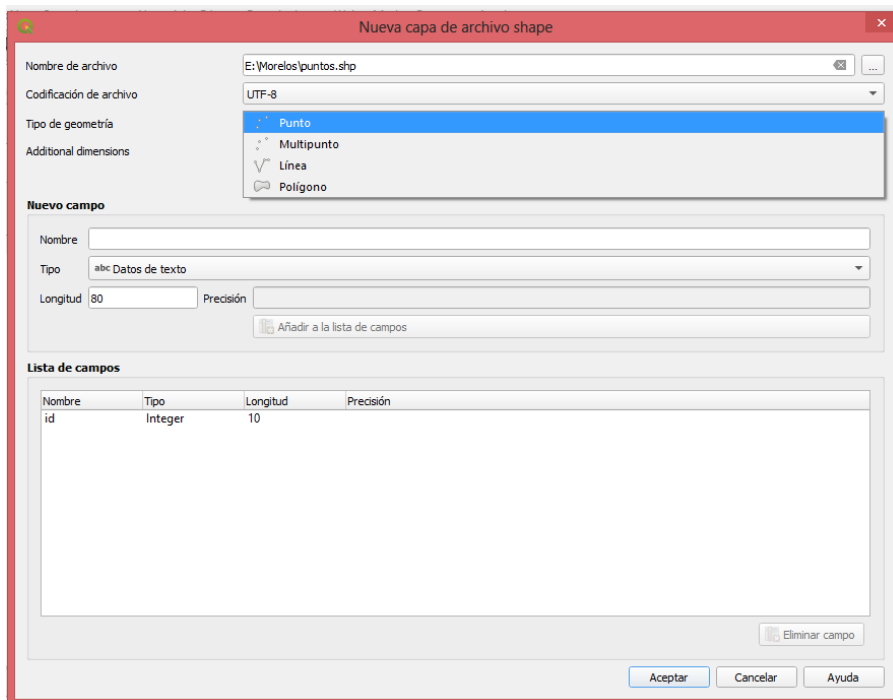 Nueva capa de archivo shape
Nombre de archivo E:\Morelos\puntos.shp ...
Codificación de archivo UTF-8
Tipo de geometría Punto
Multipunto
Additional dimensions
Línea
Polígono
Nuevo campo
Nombre
Tipo abc Datos de texto
Longitud 80 Precisión
Añadir a la lista de campos
Lista de campos
Nombre Tipo Longitud Precisión
id Integer 10
Eliminar campo
Aceptar Cancelar Ayuda